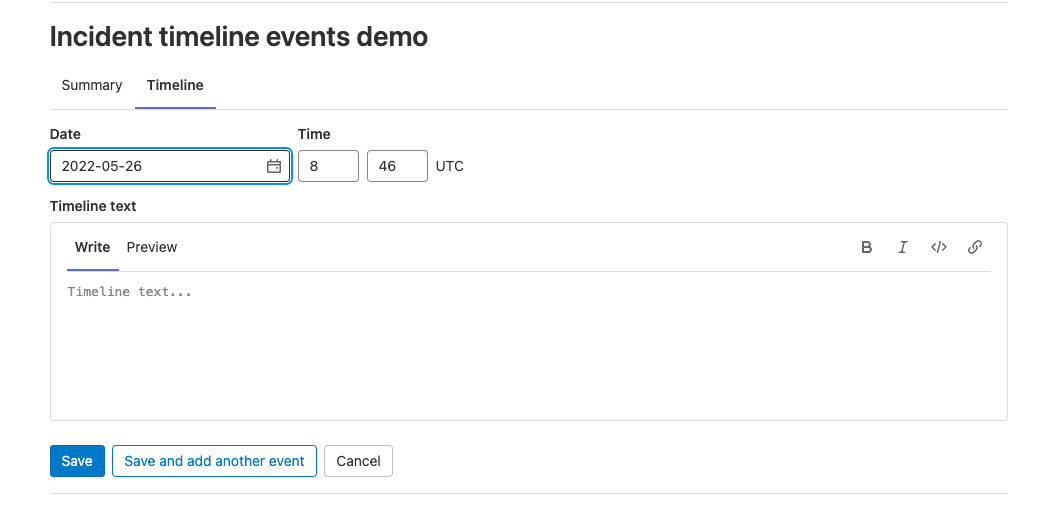 Incident timeline events demo
Summary Timeline
Date Time
2022-05-26 8 46 UTC
Timeline text
Write Preview B I </>
Timeline text...
Save Save and add another event Cancel